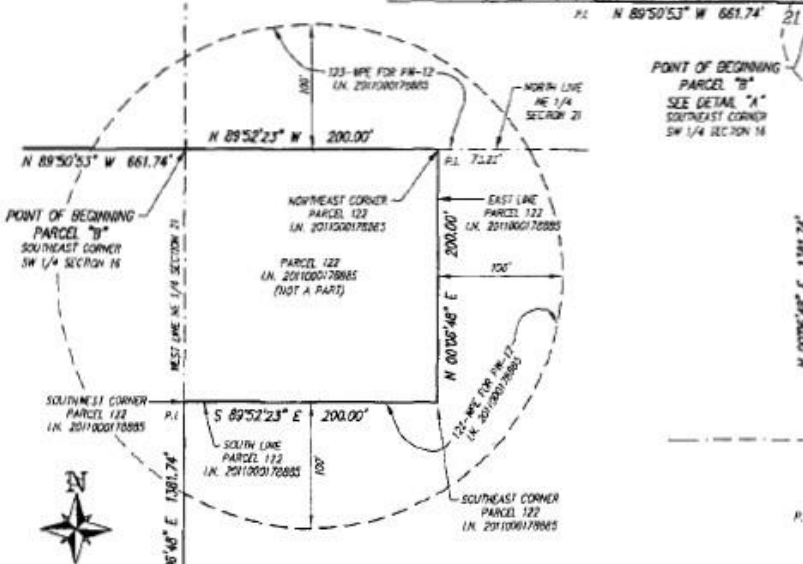 P.I. N 89°50'53" W 661.74' 21
POINT OF BEGINNING
PARCEL "B"
SEE DETAIL "A"
SOUTHEAST CORNER
SW 1/4 SECTION 16
123-WPE FOR PW-12
I.N. 2011000178885
100'
NORTH LINE
NE 1/4
SECTION 21
N 89°52'23" W 200.00'
N 89°50'53" W 661.74'
P.I.
POINT OF BEGINNING
PARCEL "B"
SOUTHEAST CORNER
SW 1/4 SECTION 16
WEST LINE NE 1/4 SECTION 21
NORTHEAST CORNER
PARCEL 122
I.N. 2011000178885
EAST LINE
PARCEL 122
I.N. 2011000178885
200.00'
N 00°06'48" E
100'
PARCEL 122
I.N. 2011000178885
(NOT A PART)
122-WPE FOR PW-12
I.N. 2011000178885
SOUTHWEST CORNER
PARCEL 122
I.N. 2011000178885
P.I.
S 89°52'23" E 200.00'
SOUTH LINE
PARCEL 122
I.N. 2011000178885
100'
SOUTHEAST CORNER
PARCEL 122
I.N. 2011000178885
N
6'48" E 1381.74'